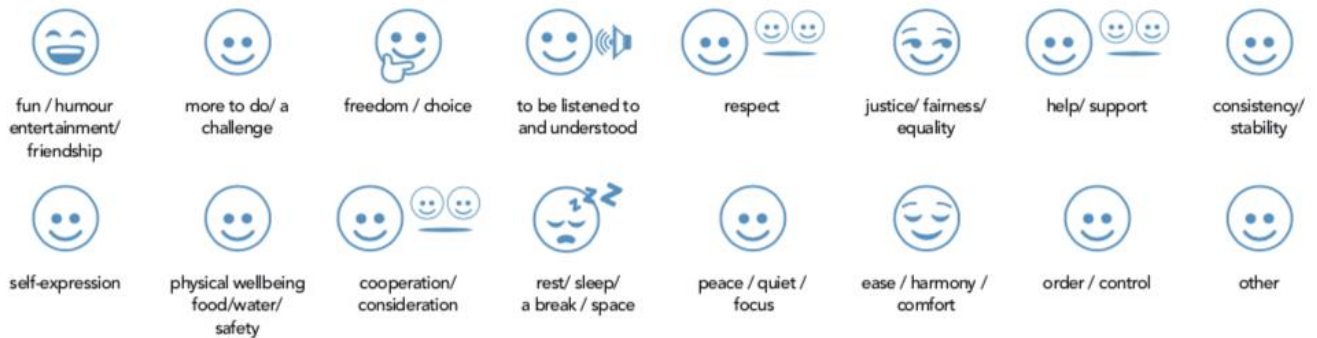 fun / humour
entertainment/
friendship
more to do/ a
challenge
freedom / choice
to be listened to
and understood
respect
justice/ fairness/
equality
help/ support
consistency/
stability
self-expression
physical wellbeing
food/water/
safety
cooperation/
consideration
z z Z
rest/ sleep/
a break / space
peace / quiet /
focus
ease / harmony /
comfort
order / control
other